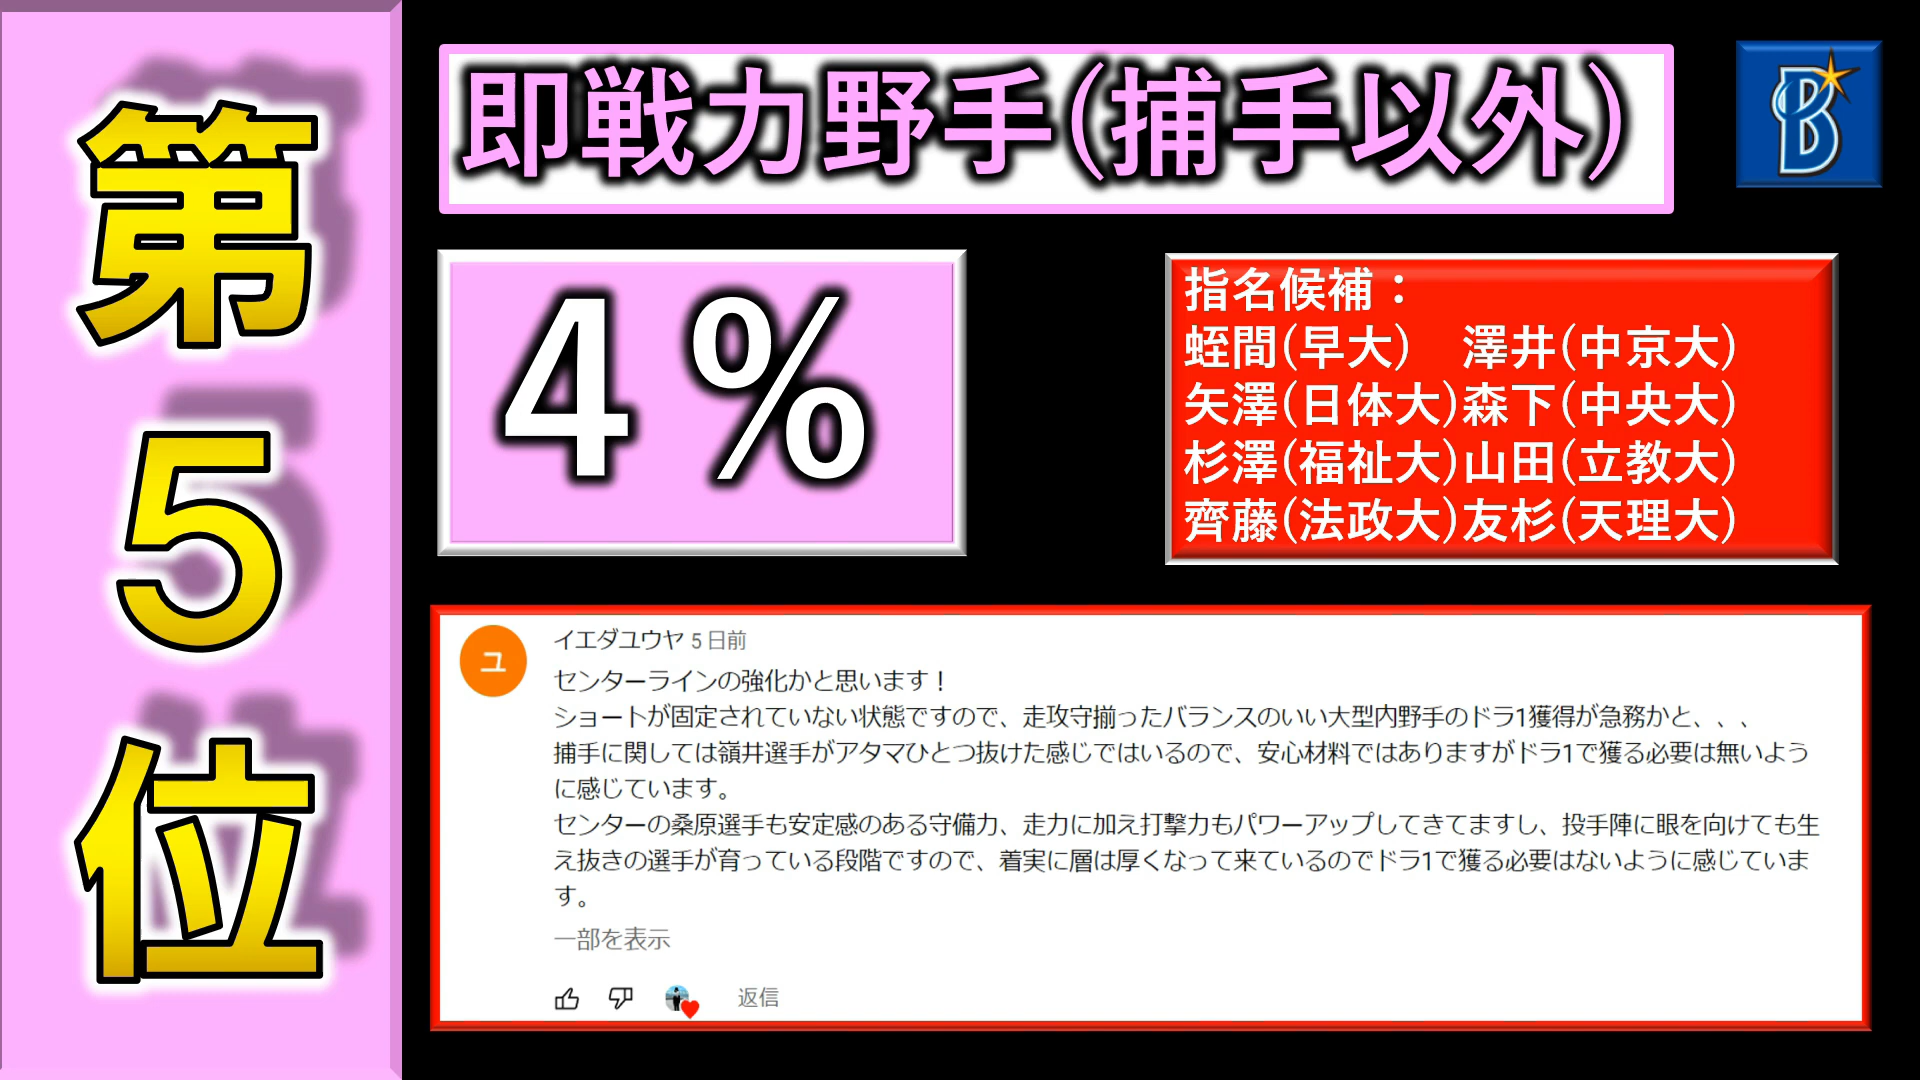 第5位
即戦力野手(捕手以外)
B
4%
指名候補：
蛭間(早大)　澤井(中京大)
矢澤(日体大)森下(中央大)
杉澤(福祉大)山田(立教大)
齊藤(法政大)友杉(天理大)
ユ
イエダユウヤ 5 日前
センターラインの強化かと思います！
ショートが固定されていない状態ですので、走攻守揃ったバランスのいい大型内野手のドラ1獲得が急務かと、、、
捕手に関しては嶺井選手がアタマひとつ抜けた感じではいるので、安心材料ではありますがドラ1で獲る必要は無いよう
に感じています。
センターの桑原選手も安定感のある守備力、走力に加え打撃力もパワーアップしてきてますし、投手陣に眼を向けても生
え抜きの選手が育っている段階ですので、着実に層は厚くなって来ているのでドラ1で獲る必要はないように感じていま
す。
一部を表示
返信